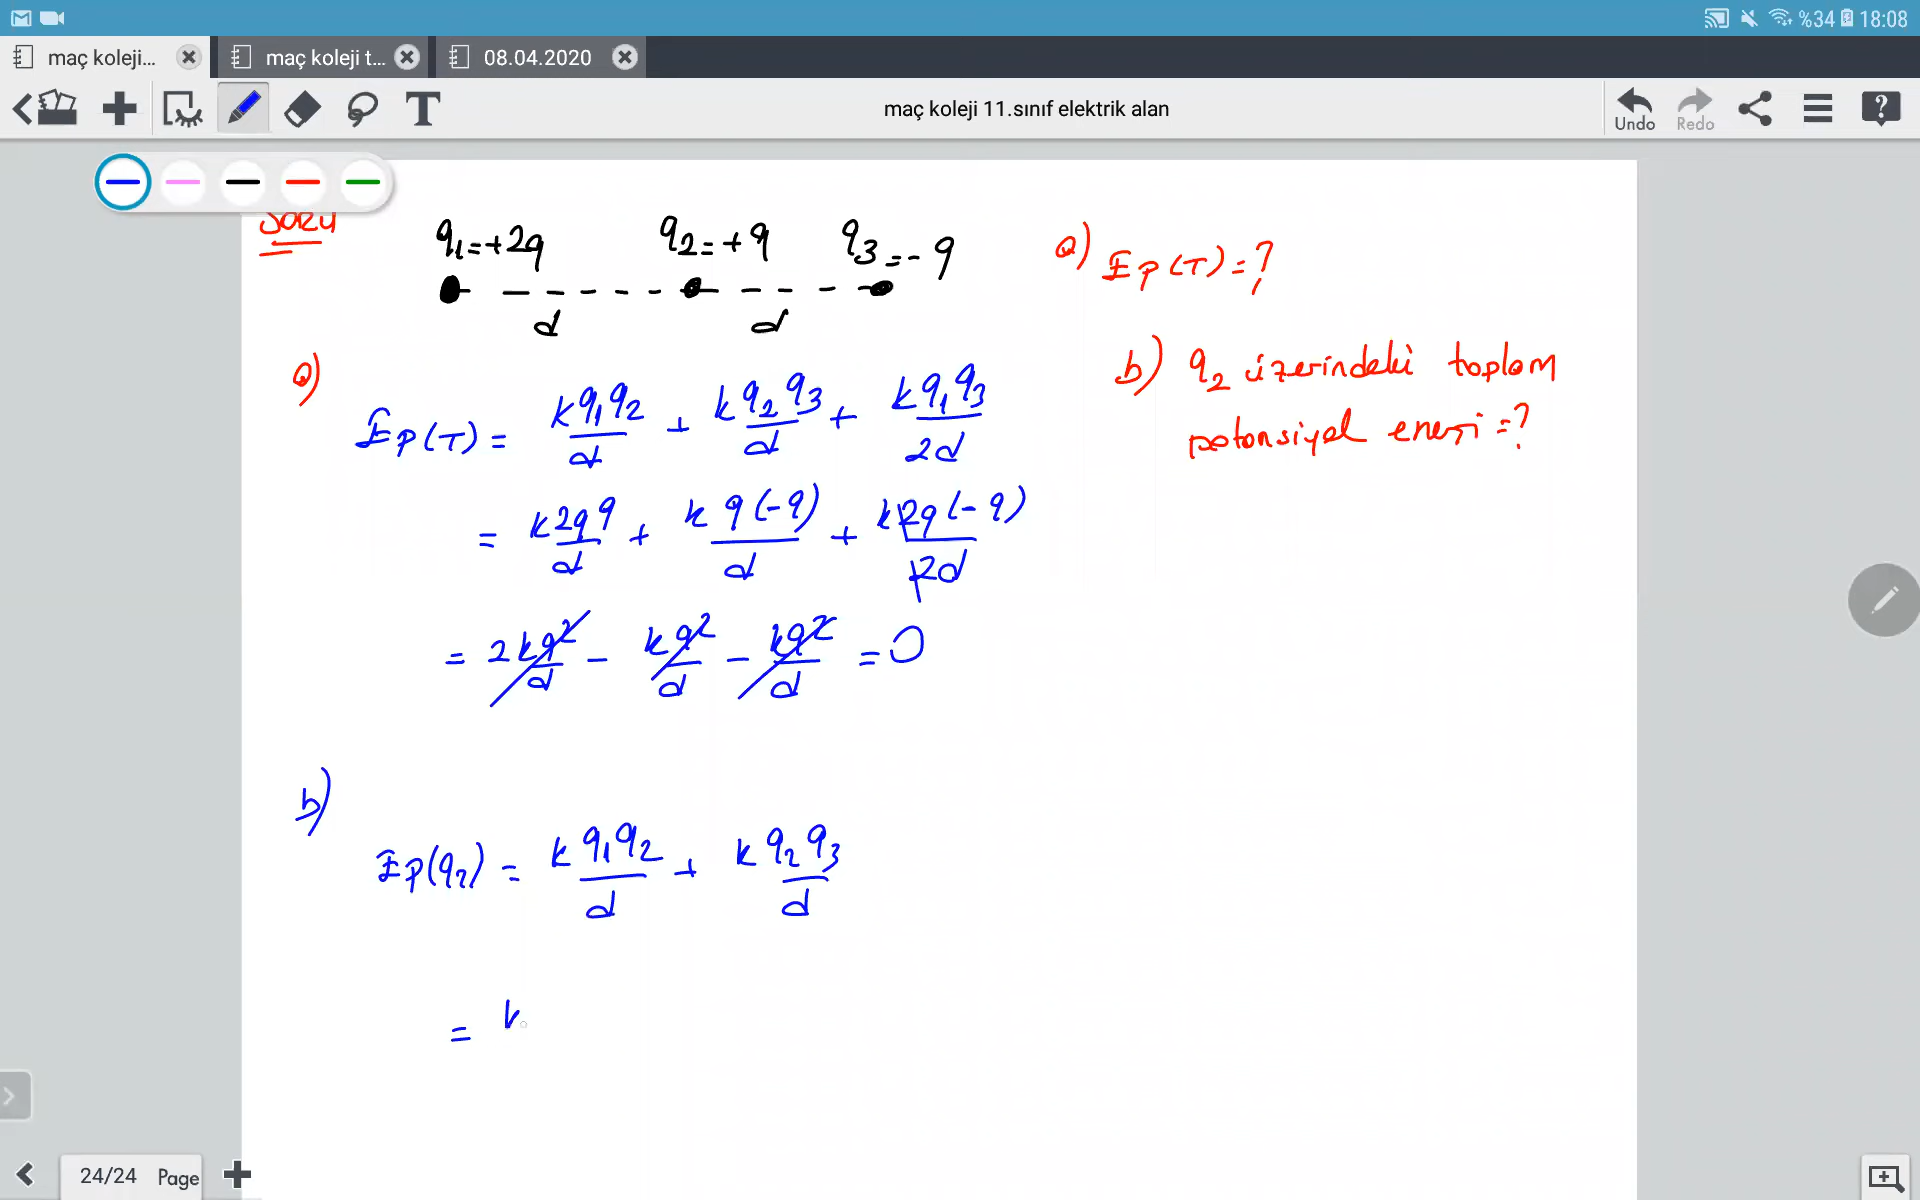 %34 18:08
maç koleji... maç koleji t... 08.04.2020
T maç koleji 11.sınıf elektrik alan Undo Redo
Soru
q₁=+2q q₂=+q q₃=-q
d d
a) Ep(T)=?
b) q₂ üzerindeki toplam
potansiyel enerji=?
a)
Ep(T) = kq₁q₂/d + kq₂q₃/d + kq₁q₃/2d
= k2qq/d + kq(-q)/d + k2q(-q)/2d
= 2kq²/d - kq²/d - kq²/d = 0
b)
Ep(q₂) = kq₁q₂/d + kq₂q₃/d
= k
24/24 Page